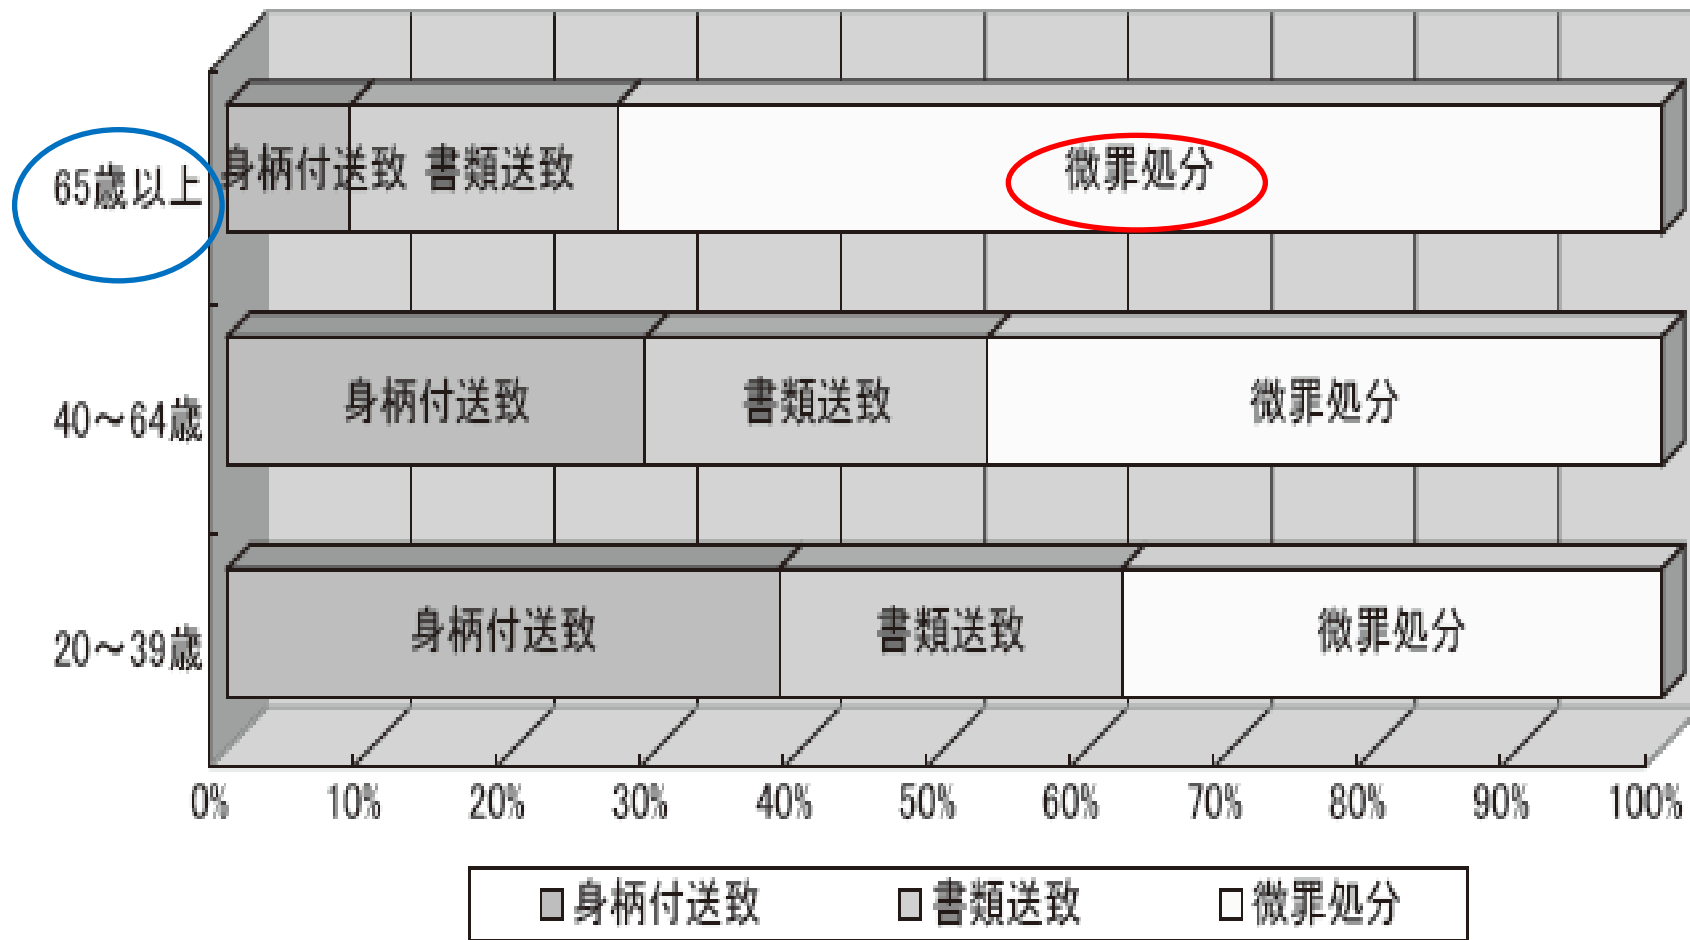 65歳以上 身柄付送致 書類送致 微罪処分
40～64歳 身柄付送致 書類送致 微罪処分
20～39歳 身柄付送致 書類送致 微罪処分
0% 10% 20% 30% 40% 50% 60% 70% 80% 90% 100%
身柄付送致 書類送致 微罪処分